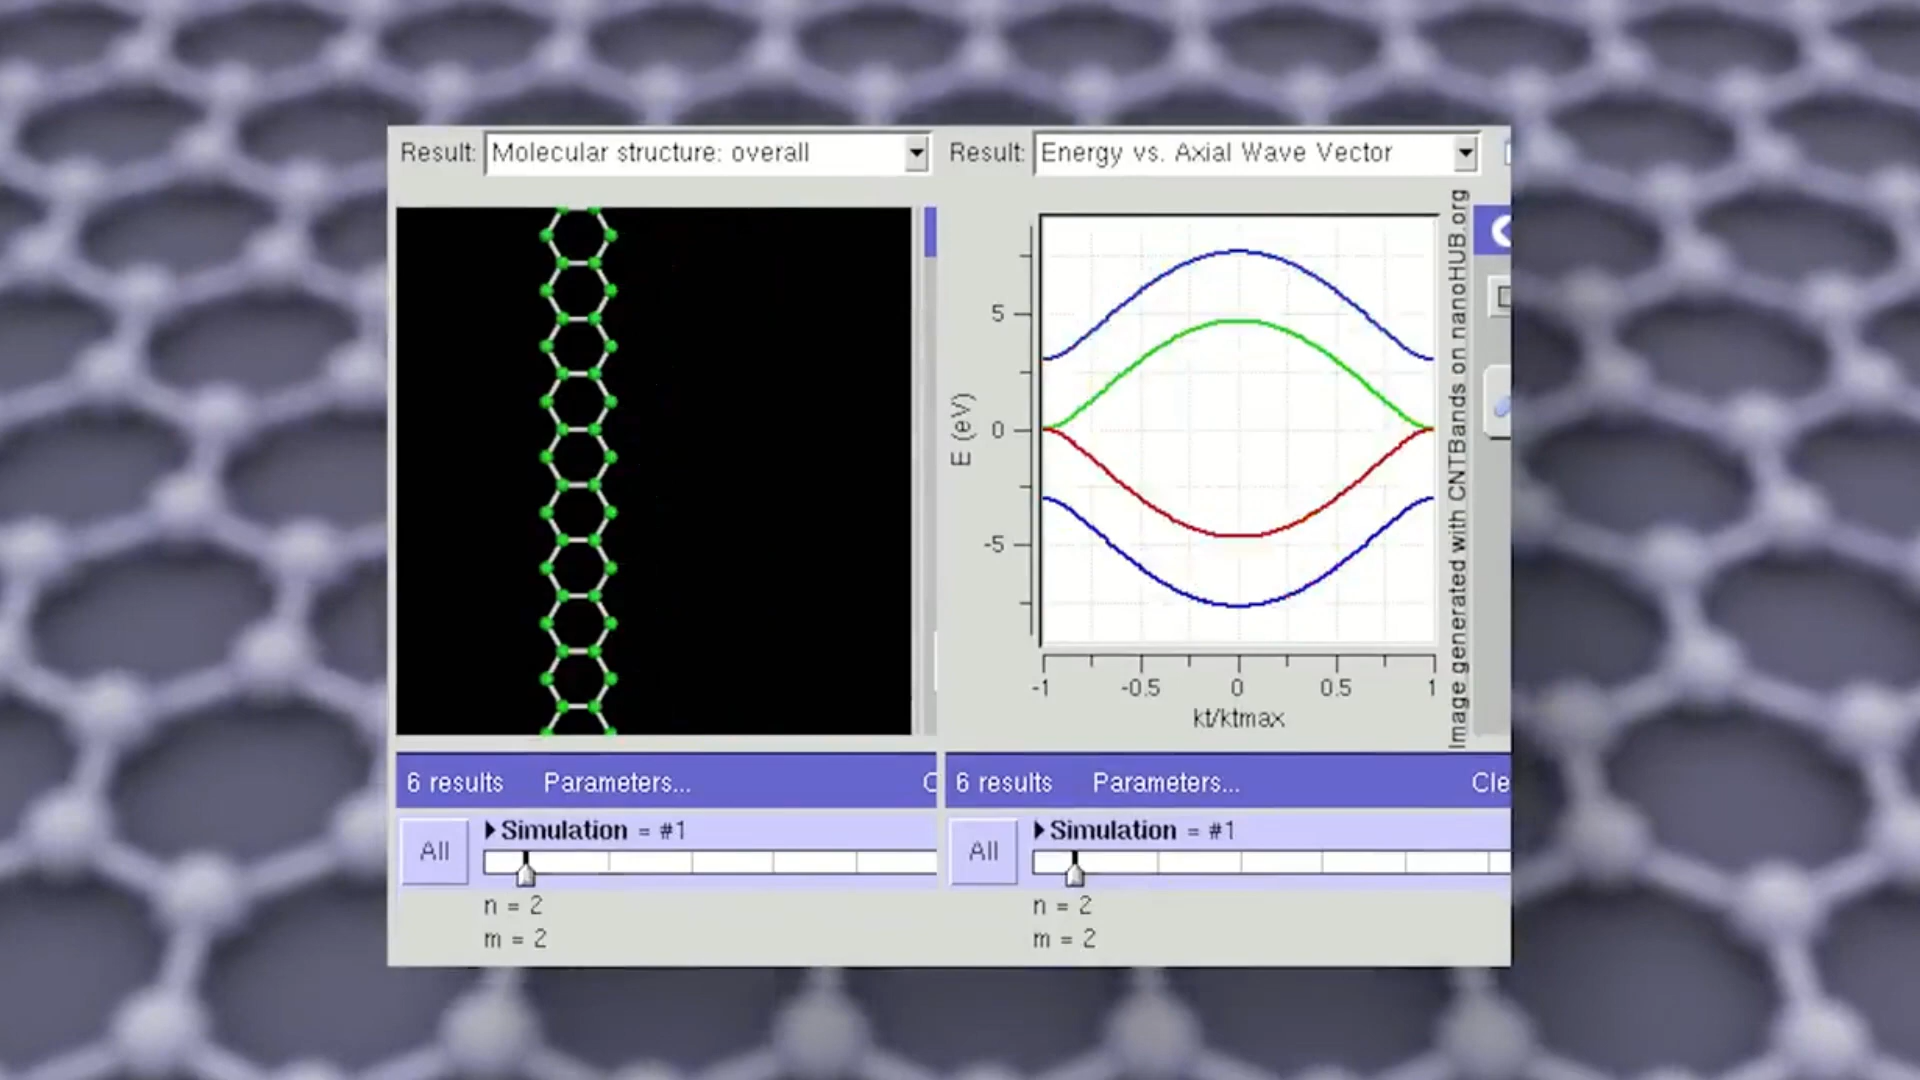 Result: Molecular structure: overall
Result: Energy vs. Axial Wave Vector
5
0
-5
E (eV)
-1 -0.5 0 0.5 1
kt/ktmax
Image generated with CNTBands on nanoHUB.org
6 results Parameters... C
6 results Parameters... Cle
All
Simulation = #1
n = 2
m = 2
All
Simulation = #1
n = 2
m = 2